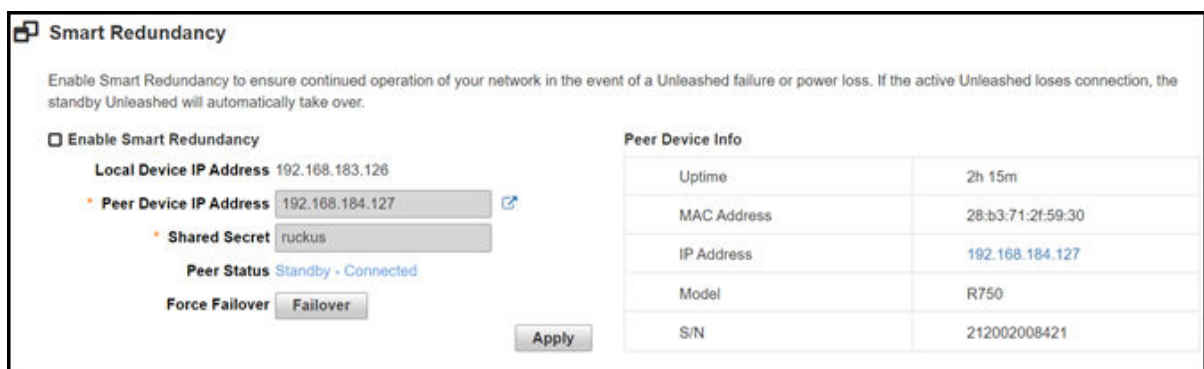 Smart Redundancy
Enable Smart Redundancy to ensure continued operation of your network in the event of a Unleashed failure or power loss. If the active Unleashed loses connection, the
standby Unleashed will automatically take over.
Enable Smart Redundancy
Local Device IP Address 192.168.183.126
* Peer Device IP Address 192.168.184.127
* Shared Secret ruckus
Peer Status Standby - Connected
Force Failover Failover
Apply
Peer Device Info
Uptime 2h 15m
MAC Address 28:b3:71:2f:59:30
IP Address 192.168.184.127
Model R750
S/N 212002008421